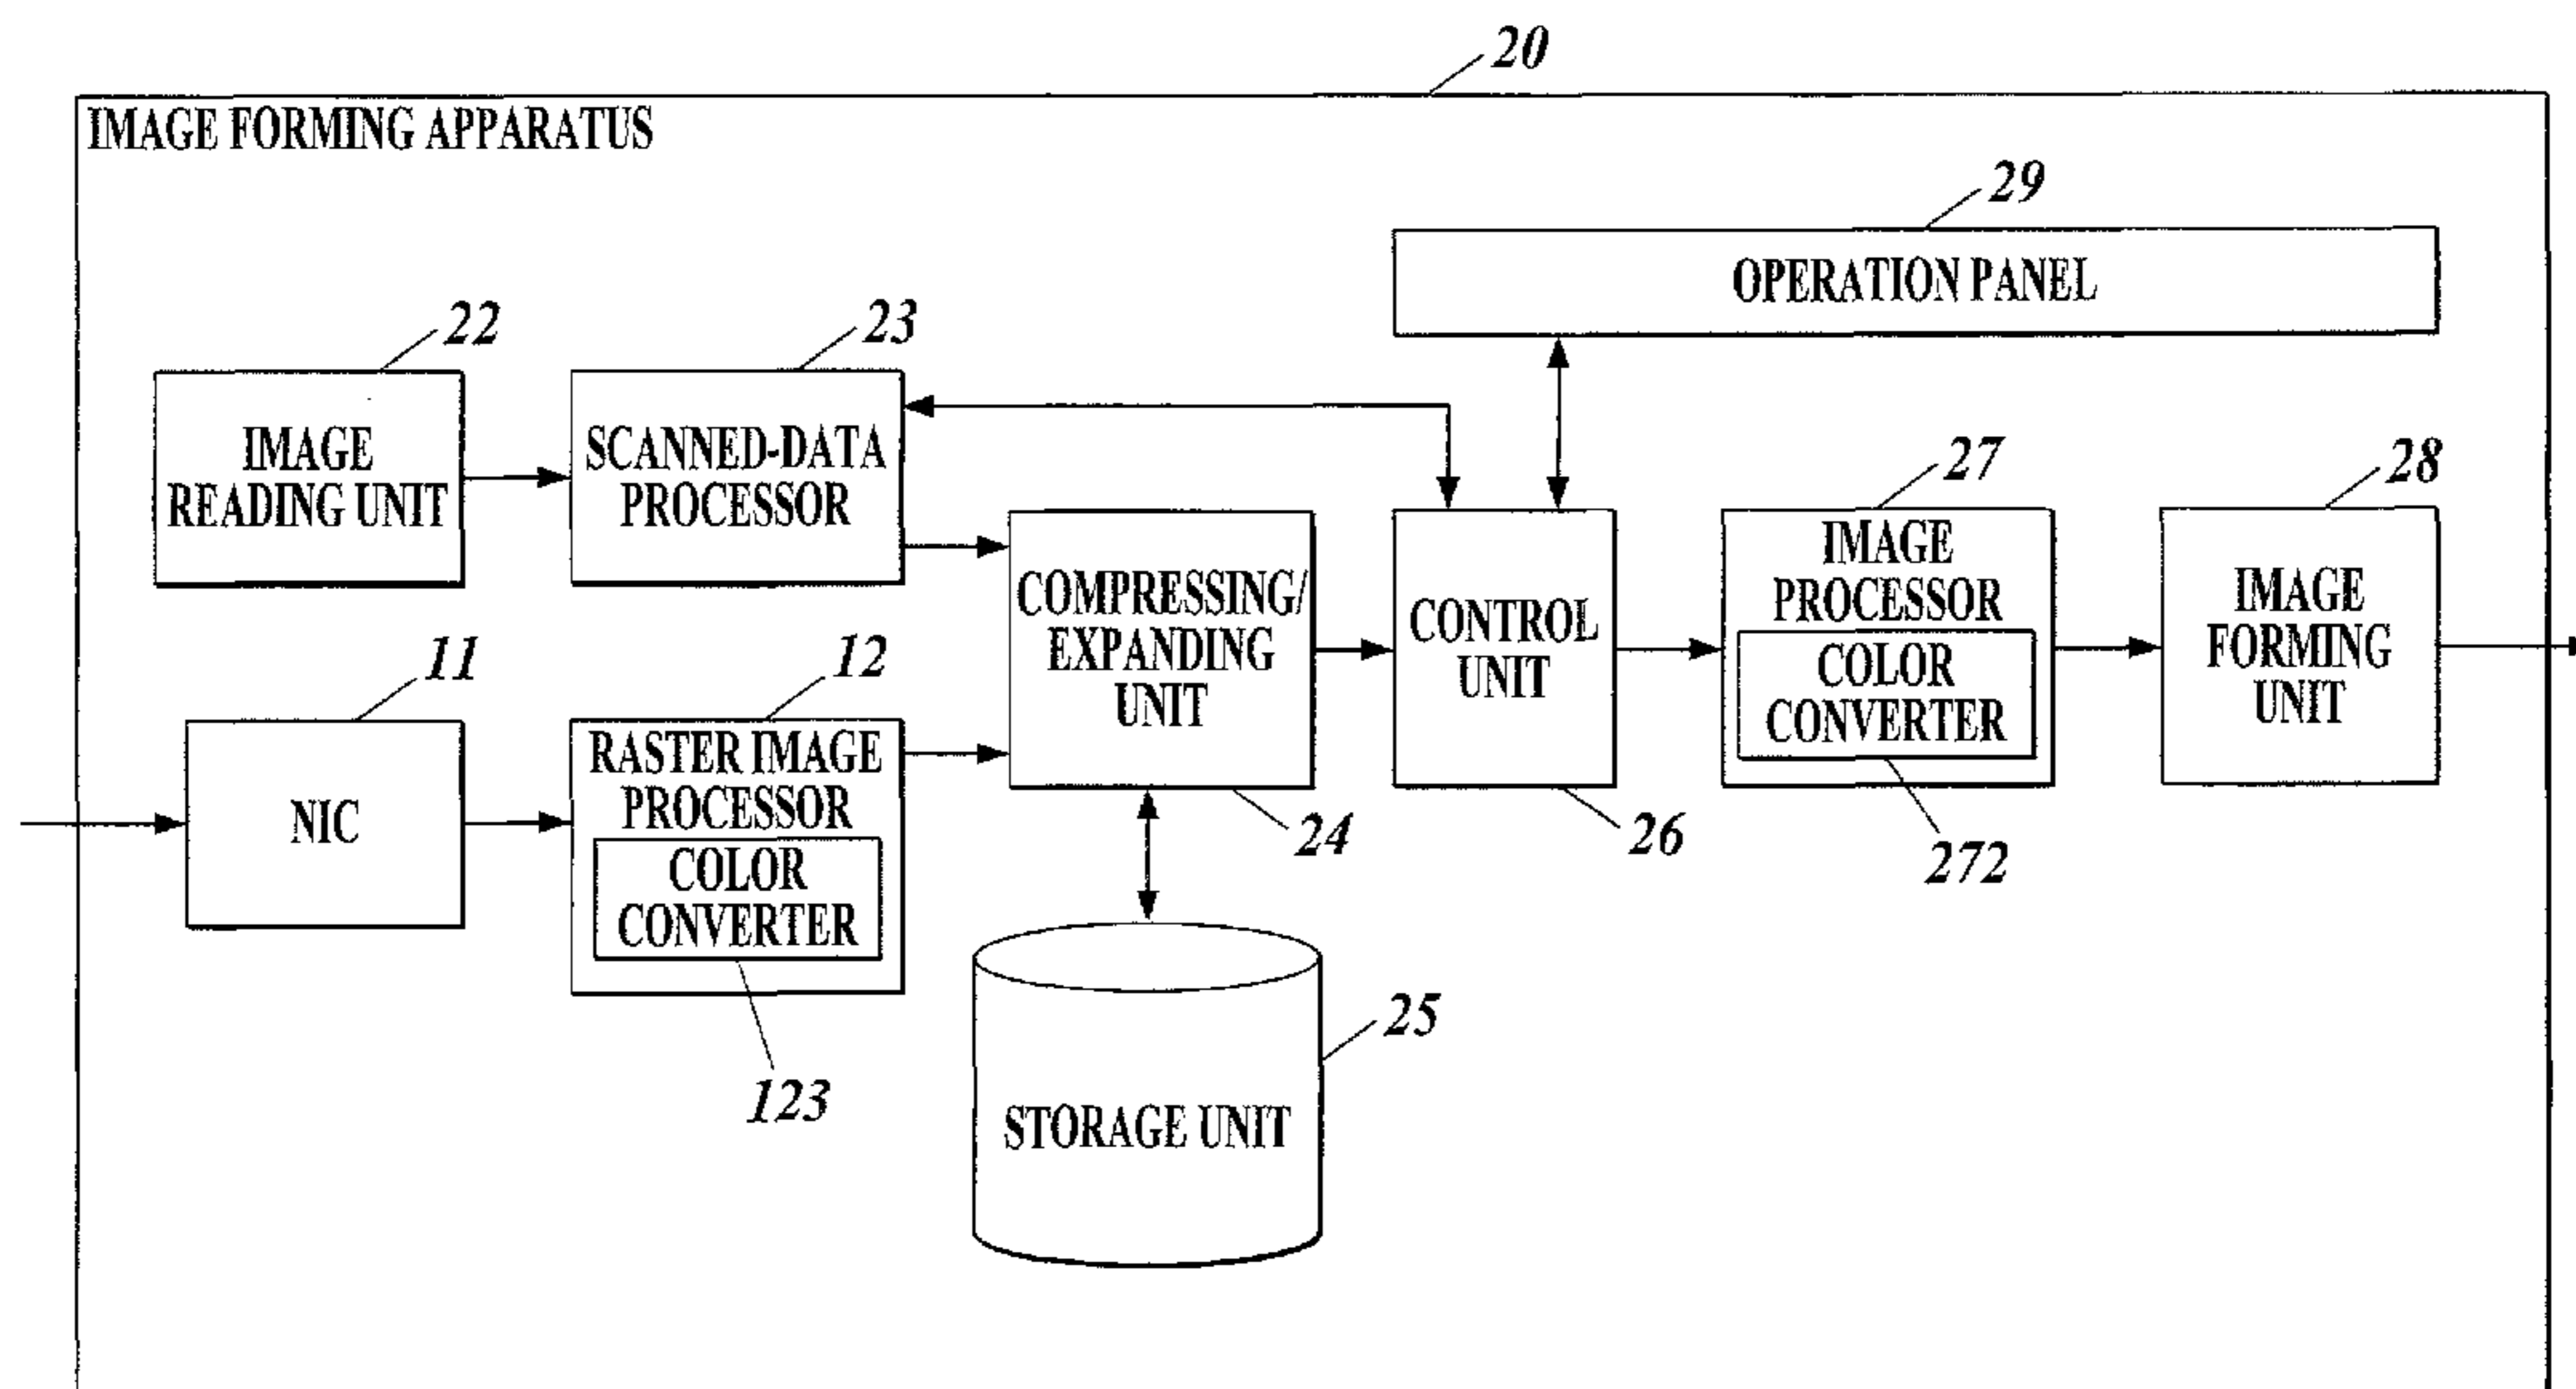 20
IMAGE FORMING APPARATUS
29
OPERATION PANEL
22
IMAGE
READING UNIT
23
SCANNED-DATA
PROCESSOR
11
NIC
12
RASTER IMAGE
PROCESSOR
COLOR
CONVERTER
123
COMPRESSING/
EXPANDING
UNIT
24
STORAGE UNIT
25
CONTROL
UNIT
26
27
IMAGE
PROCESSOR
COLOR
CONVERTER
272
28
IMAGE
FORMING
UNIT